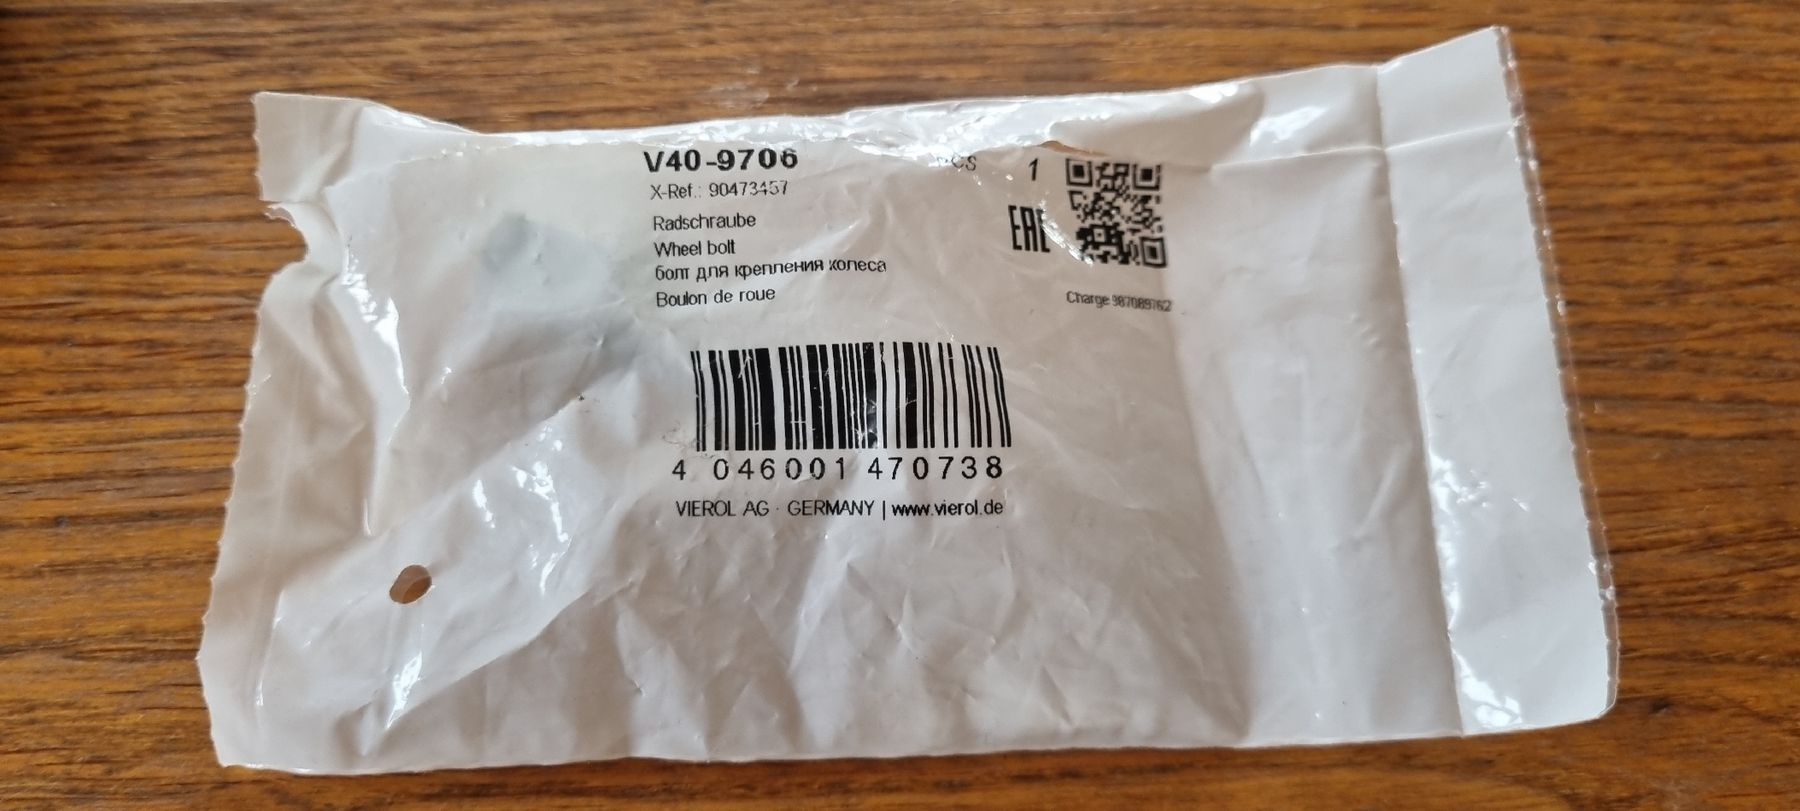 V40-9706
PCS 1
X-Ref.: 90473457
Radschraube
Wheel bolt
болт для крепления колеса
Boulon de roue
EAC
Charge 987089762
4 046001 470738
VIEROL AG · GERMANY | www.vierol.de